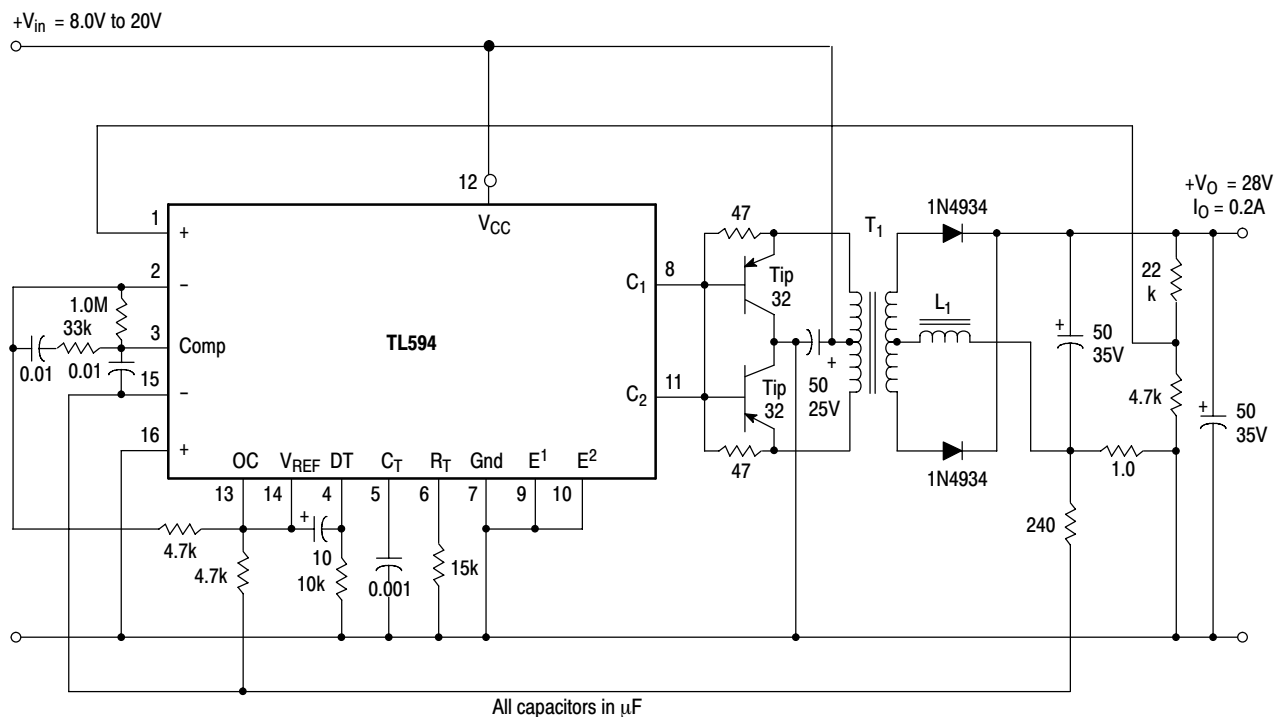 +Vin = 8.0V to 20V
12
VCC
1
+
2
−
1.0M
33k
3
Comp
0.01
0.01
15
−
16
+
TL594
C1
8
C2
11
OC
VREF
DT
CT
RT
Gnd
E1
E2
13
14
4
5
6
7
9
10
47
Tip
32
Tip
32
47
+
50
25V
T1
1N4934
L1
1N4934
+VO = 28V
IO = 0.2A
22
k
+
50
35V
4.7k
+
50
35V
1.0
240
4.7k
4.7k
+
10
10k
0.001
15k
All capacitors in μF